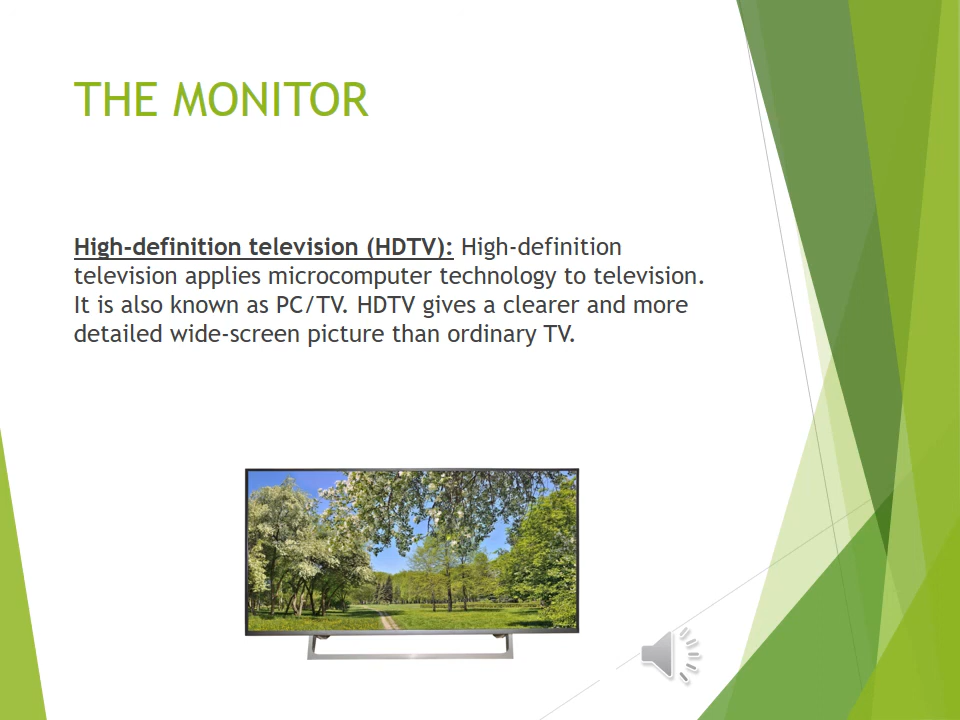 THE MONITOR
High-definition television (HDTV): High-definition
television applies microcomputer technology to television.
It is also known as PC/TV. HDTV gives a clearer and more
detailed wide-screen picture than ordinary TV.